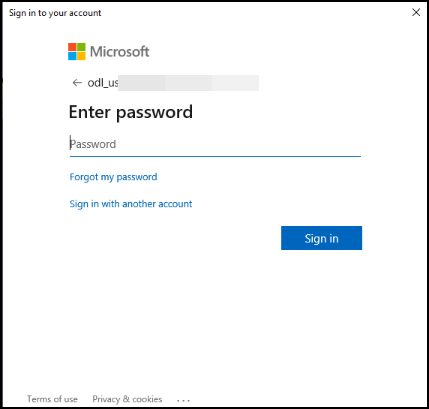 Sign in to your account
Microsoft
odl_us
Enter password
Password
Forgot my password
Sign in with another account
Sign in
Terms of use Privacy & cookies ...